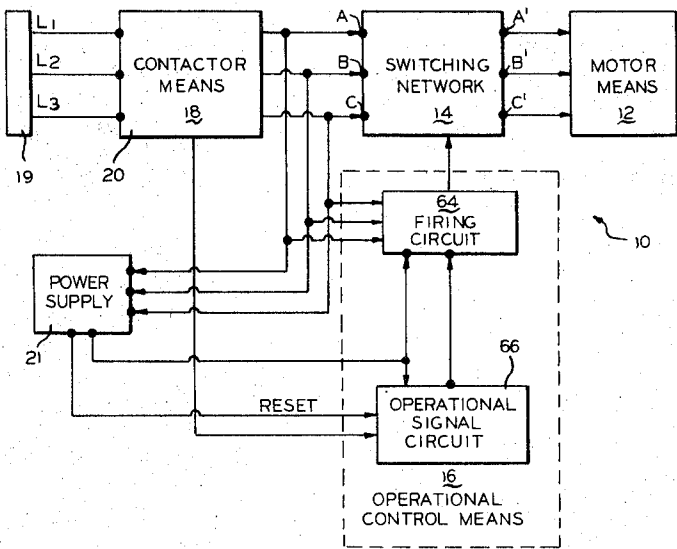 L1
L2
L3
19
CONTACTOR
MEANS
18
20
A
B
C
SWITCHING
NETWORK
14
A'
B'
C'
MOTOR
MEANS
12
64
FIRING
CIRCUIT
10
POWER
SUPPLY
21
RESET
66
OPERATIONAL
SIGNAL
CIRCUIT
16
OPERATIONAL
CONTROL MEANS